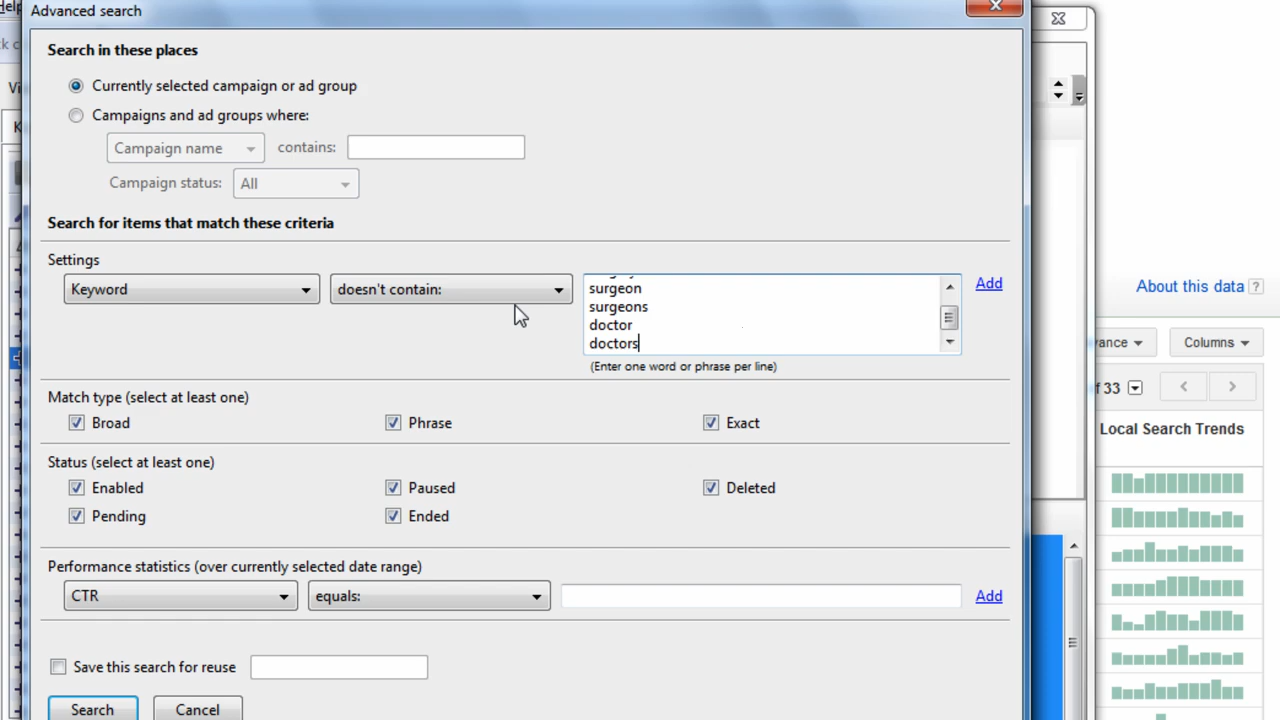 Help
Advanced search
Search in these places
Currently selected campaign or ad group
Campaigns and ad groups where:
Campaign name contains:
Campaign status: All
Search for items that match these criteria
Settings
Keyword doesn't contain: Add
surgeon
surgeons
doctor
doctors
(Enter one word or phrase per line)
Match type (select at least one)
Broad Phrase Exact
Status (select at least one)
Enabled Paused Deleted
Pending Ended
Performance statistics (over currently selected date range)
CTR equals: Add
Save this search for reuse
Search Cancel
About this data ?
Columns
33
Local Search Trends